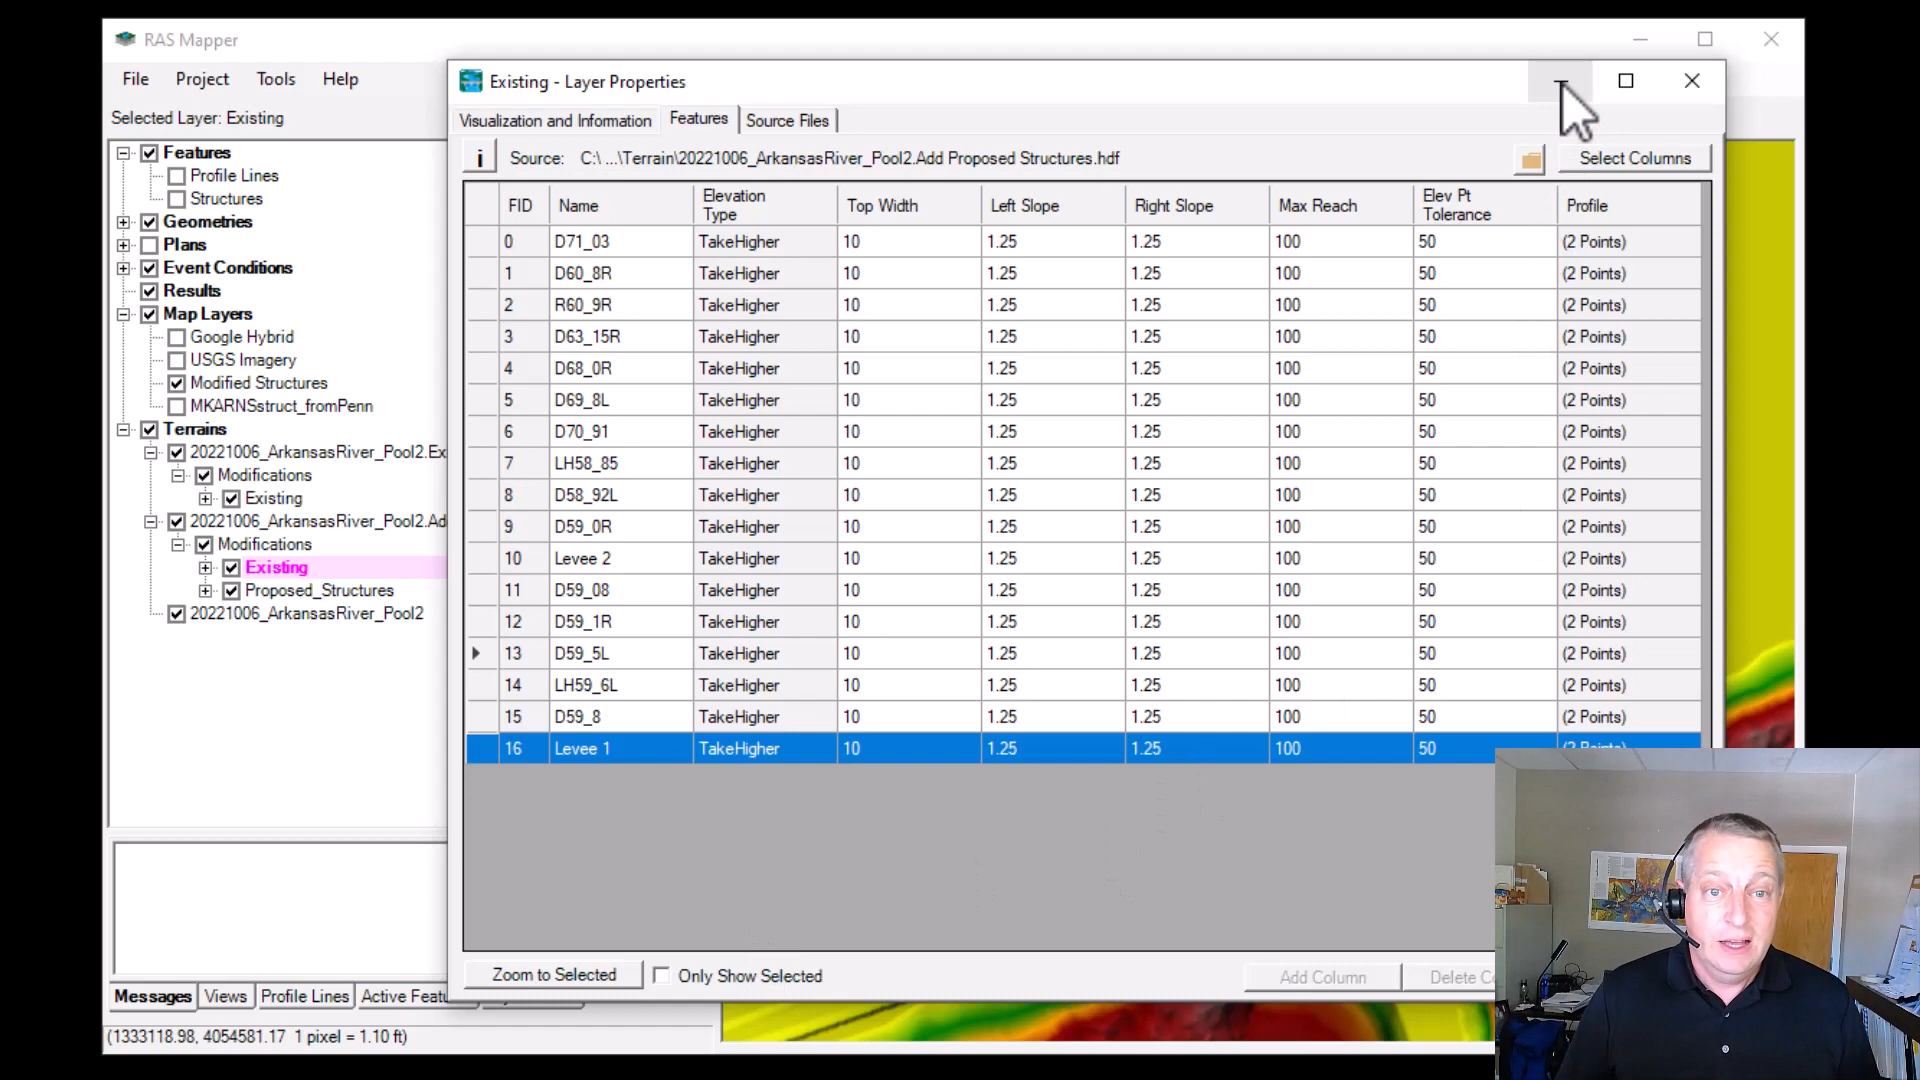 RAS Mapper
File Project Tools Help
Selected Layer: Existing
Features
Profile Lines
Structures
Geometries
Plans
Event Conditions
Results
Map Layers
Google Hybrid
USGS Imagery
Modified Structures
MKARNSstruct_fromPenn
Terrains
20221006_ArkansasRiver_Pool2.Ex
Modifications
Existing
20221006_ArkansasRiver_Pool2.Ad
Modifications
Existing
Proposed_Structures
20221006_ArkansasRiver_Pool2
Messages Views Profile Lines Active Featu
(1333118.98, 4054581.17 1 pixel = 1.10 ft)
Existing - Layer Properties
Visualization and Information Features Source Files
i Source: C:\ ...\Terrain\20221006_ArkansasRiver_Pool2.Add Proposed Structures.hdf Select Columns
FID Name Elevation Type Top Width Left Slope Right Slope Max Reach Elev Pt Tolerance Profile
0 D71_03 TakeHigher 10 1.25 1.25 100 50 (2 Points)
1 D60_8R TakeHigher 10 1.25 1.25 100 50 (2 Points)
2 R60_9R TakeHigher 10 1.25 1.25 100 50 (2 Points)
3 D63_15R TakeHigher 10 1.25 1.25 100 50 (2 Points)
4 D68_0R TakeHigher 10 1.25 1.25 100 50 (2 Points)
5 D69_8L TakeHigher 10 1.25 1.25 100 50 (2 Points)
6 D70_91 TakeHigher 10 1.25 1.25 100 50 (2 Points)
7 LH58_85 TakeHigher 10 1.25 1.25 100 50 (2 Points)
8 D58_92L TakeHigher 10 1.25 1.25 100 50 (2 Points)
9 D59_0R TakeHigher 10 1.25 1.25 100 50 (2 Points)
10 Levee 2 TakeHigher 10 1.25 1.25 100 50 (2 Points)
11 D59_08 TakeHigher 10 1.25 1.25 100 50 (2 Points)
12 D59_1R TakeHigher 10 1.25 1.25 100 50 (2 Points)
13 D59_5L TakeHigher 10 1.25 1.25 100 50 (2 Points)
14 LH59_6L TakeHigher 10 1.25 1.25 100 50 (2 Points)
15 D59_8 TakeHigher 10 1.25 1.25 100 50 (2 Points)
16 Levee 1 TakeHigher 10 1.25 1.25 100 50
Zoom to Selected Only Show Selected Add Column Delete Co